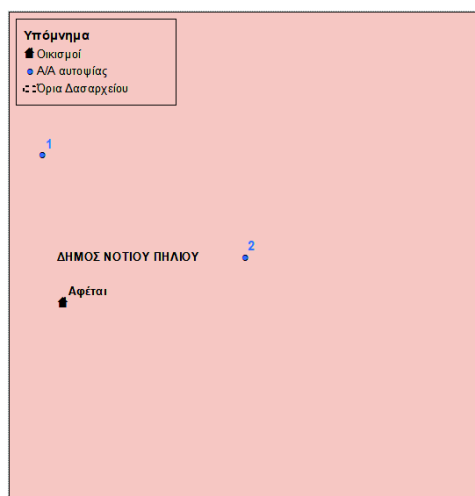 Υπόμνημα
Οικισμοί
Α/Α αυτοψίας
Όρια Δασαρχείου
1
2
ΔΗΜΟΣ ΝΟΤΙΟΥ ΠΗΛΙΟΥ
Αφέται